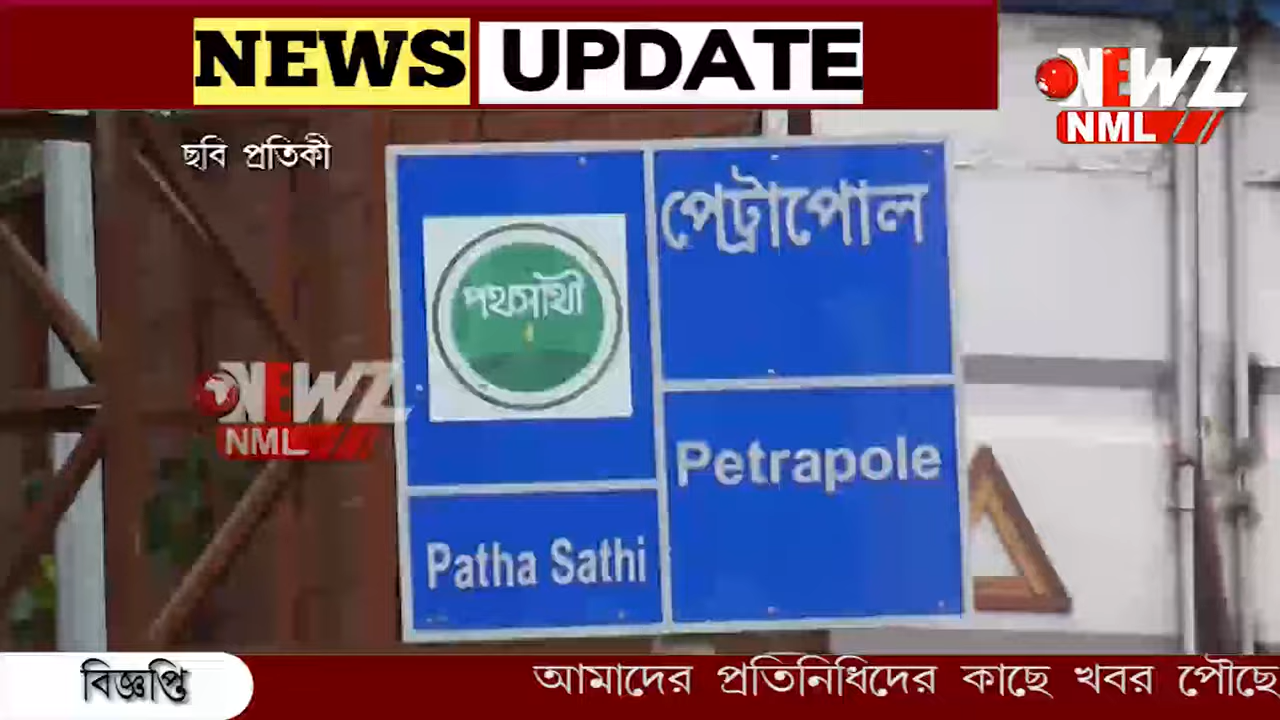 NEWS UPDATE
NEWZ
NML
ছবি প্রতিকী
পেট্রাপোল
পথসাথী
NEWZ
NML
Petrapole
Patha Sathi
বিজ্ঞপ্তি
আমাদের প্রতিনিধিদের কাছে খবর পৌছে